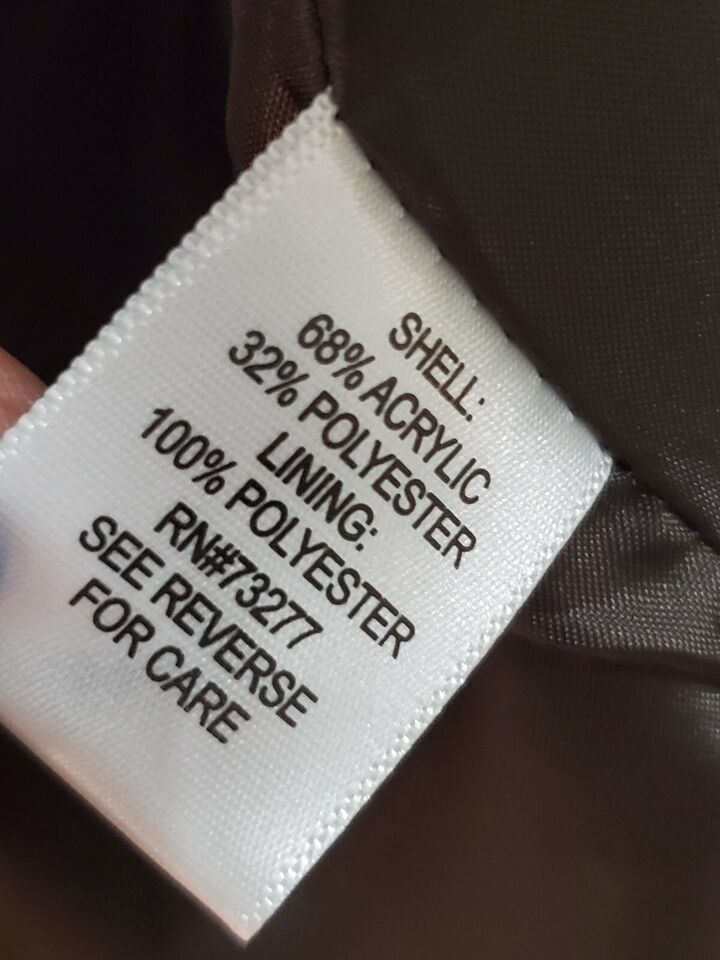 SHELL:
68% ACRYLIC
32% POLYESTER
LINING:
100% POLYESTER
RN#73277
SEE REVERSE
FOR CARE